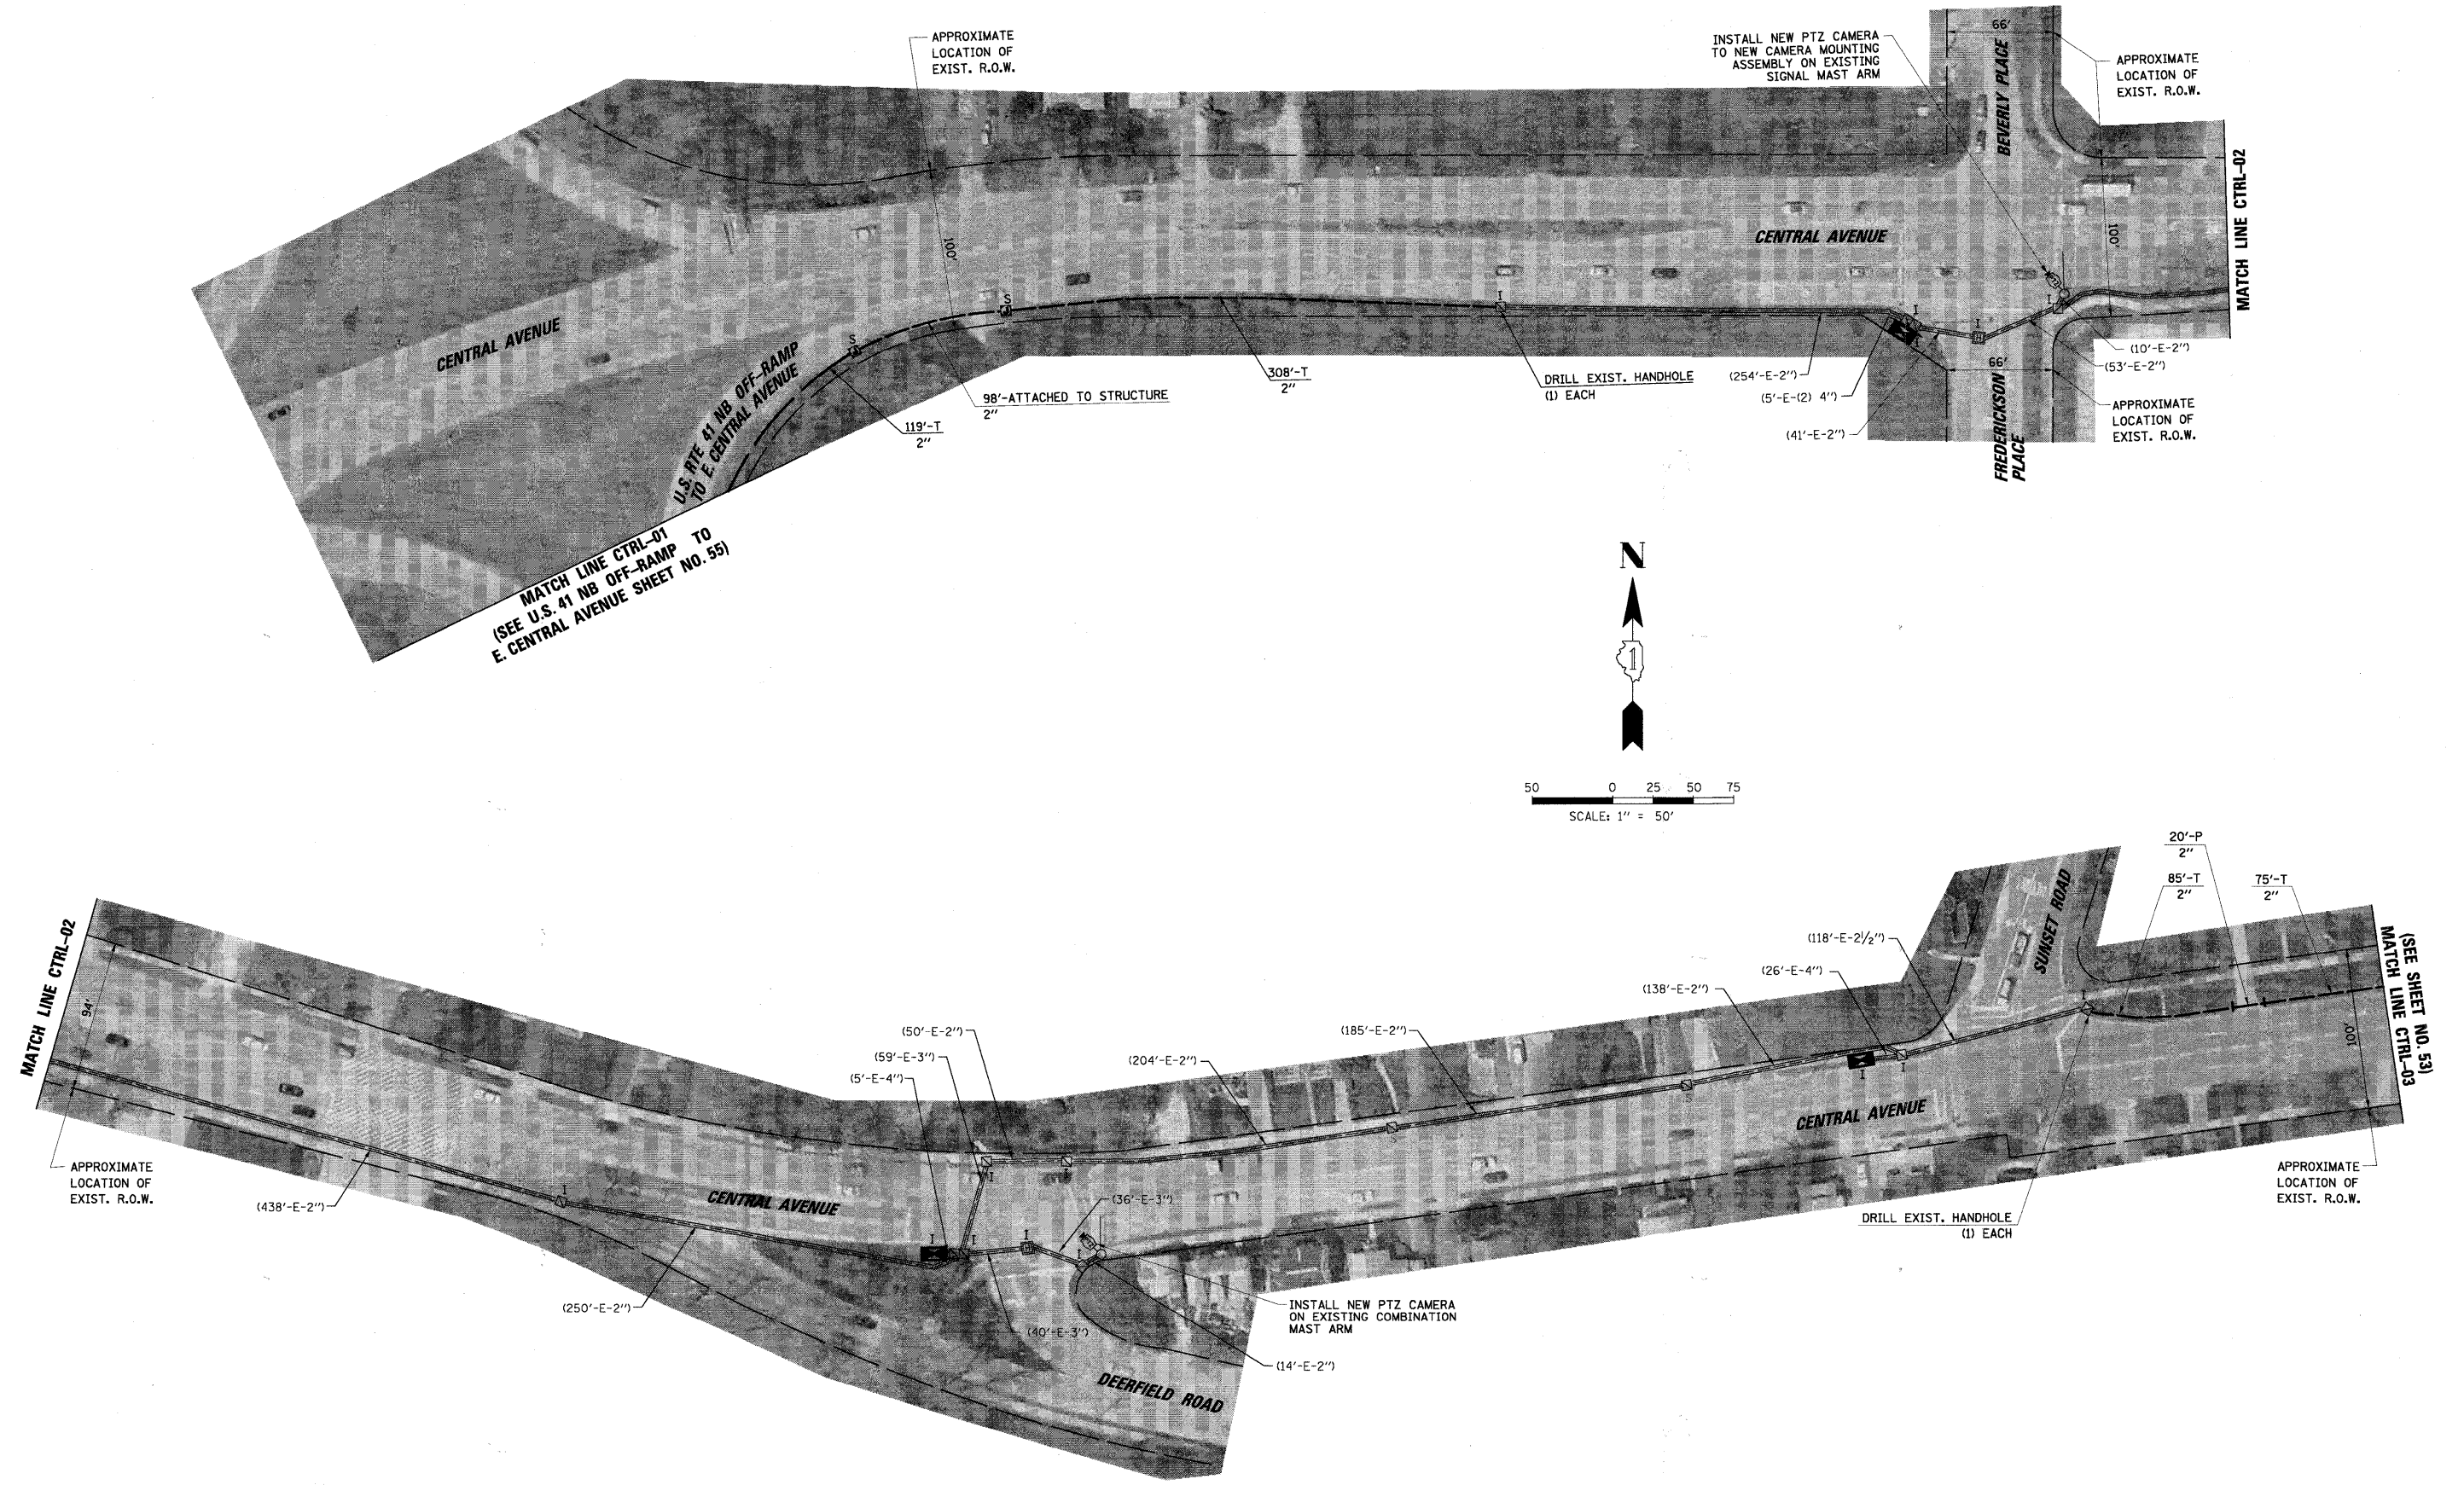 APPROXIMATE
LOCATION OF
EXIST. R.O.W.
INSTALL NEW PTZ CAMERA
TO NEW CAMERA MOUNTING
ASSEMBLY ON EXISTING
SIGNAL MAST ARM
66'
BEVERLY PLACE
APPROXIMATE
LOCATION OF
EXIST. R.O.W.
MATCH LINE CTRL-02
100'
100'
CENTRAL AVENUE
CENTRAL AVENUE
S
S
I
I
I
I
U.S. RTE 41 NB OFF-RAMP
TO E. CENTRAL AVENUE
119'-T
2"
98'-ATTACHED TO STRUCTURE
2"
308'-T
2"
DRILL EXIST. HANDHOLE
(1) EACH
(254'-E-2")
(5'-E-(2) 4")
(41'-E-2")
66'
FREDERICKSON
PLACE
(10'-E-2")
(53'-E-2")
APPROXIMATE
LOCATION OF
EXIST. R.O.W.
MATCH LINE CTRL-01
(SEE U.S. 41 NB OFF-RAMP TO
E. CENTRAL AVENUE SHEET NO. 55)
N
1
50 0 25 50 75
SCALE: 1" = 50'
MATCH LINE CTRL-02
94'
APPROXIMATE
LOCATION OF
EXIST. R.O.W.
(438'-E-2")
I
(250'-E-2")
CENTRAL AVENUE
(50'-E-2")
(59'-E-3")
(5'-E-4")
I
I
I
I
I
I
(36'-E-3")
(40'-E-3")
(14'-E-2")
INSTALL NEW PTZ CAMERA
ON EXISTING COMBINATION
MAST ARM
DEERFIELD ROAD
(204'-E-2")
(185'-E-2")
S
S
(138'-E-2")
(26'-E-4")
(118'-E-2½")
I
I
I
CENTRAL AVENUE
SUNSET ROAD
20'-P
2"
85'-T
2"
75'-T
2"
100'
DRILL EXIST. HANDHOLE
(1) EACH
APPROXIMATE
LOCATION OF
EXIST. R.O.W.
(SEE SHEET NO. 53)
MATCH LINE CTRL-03